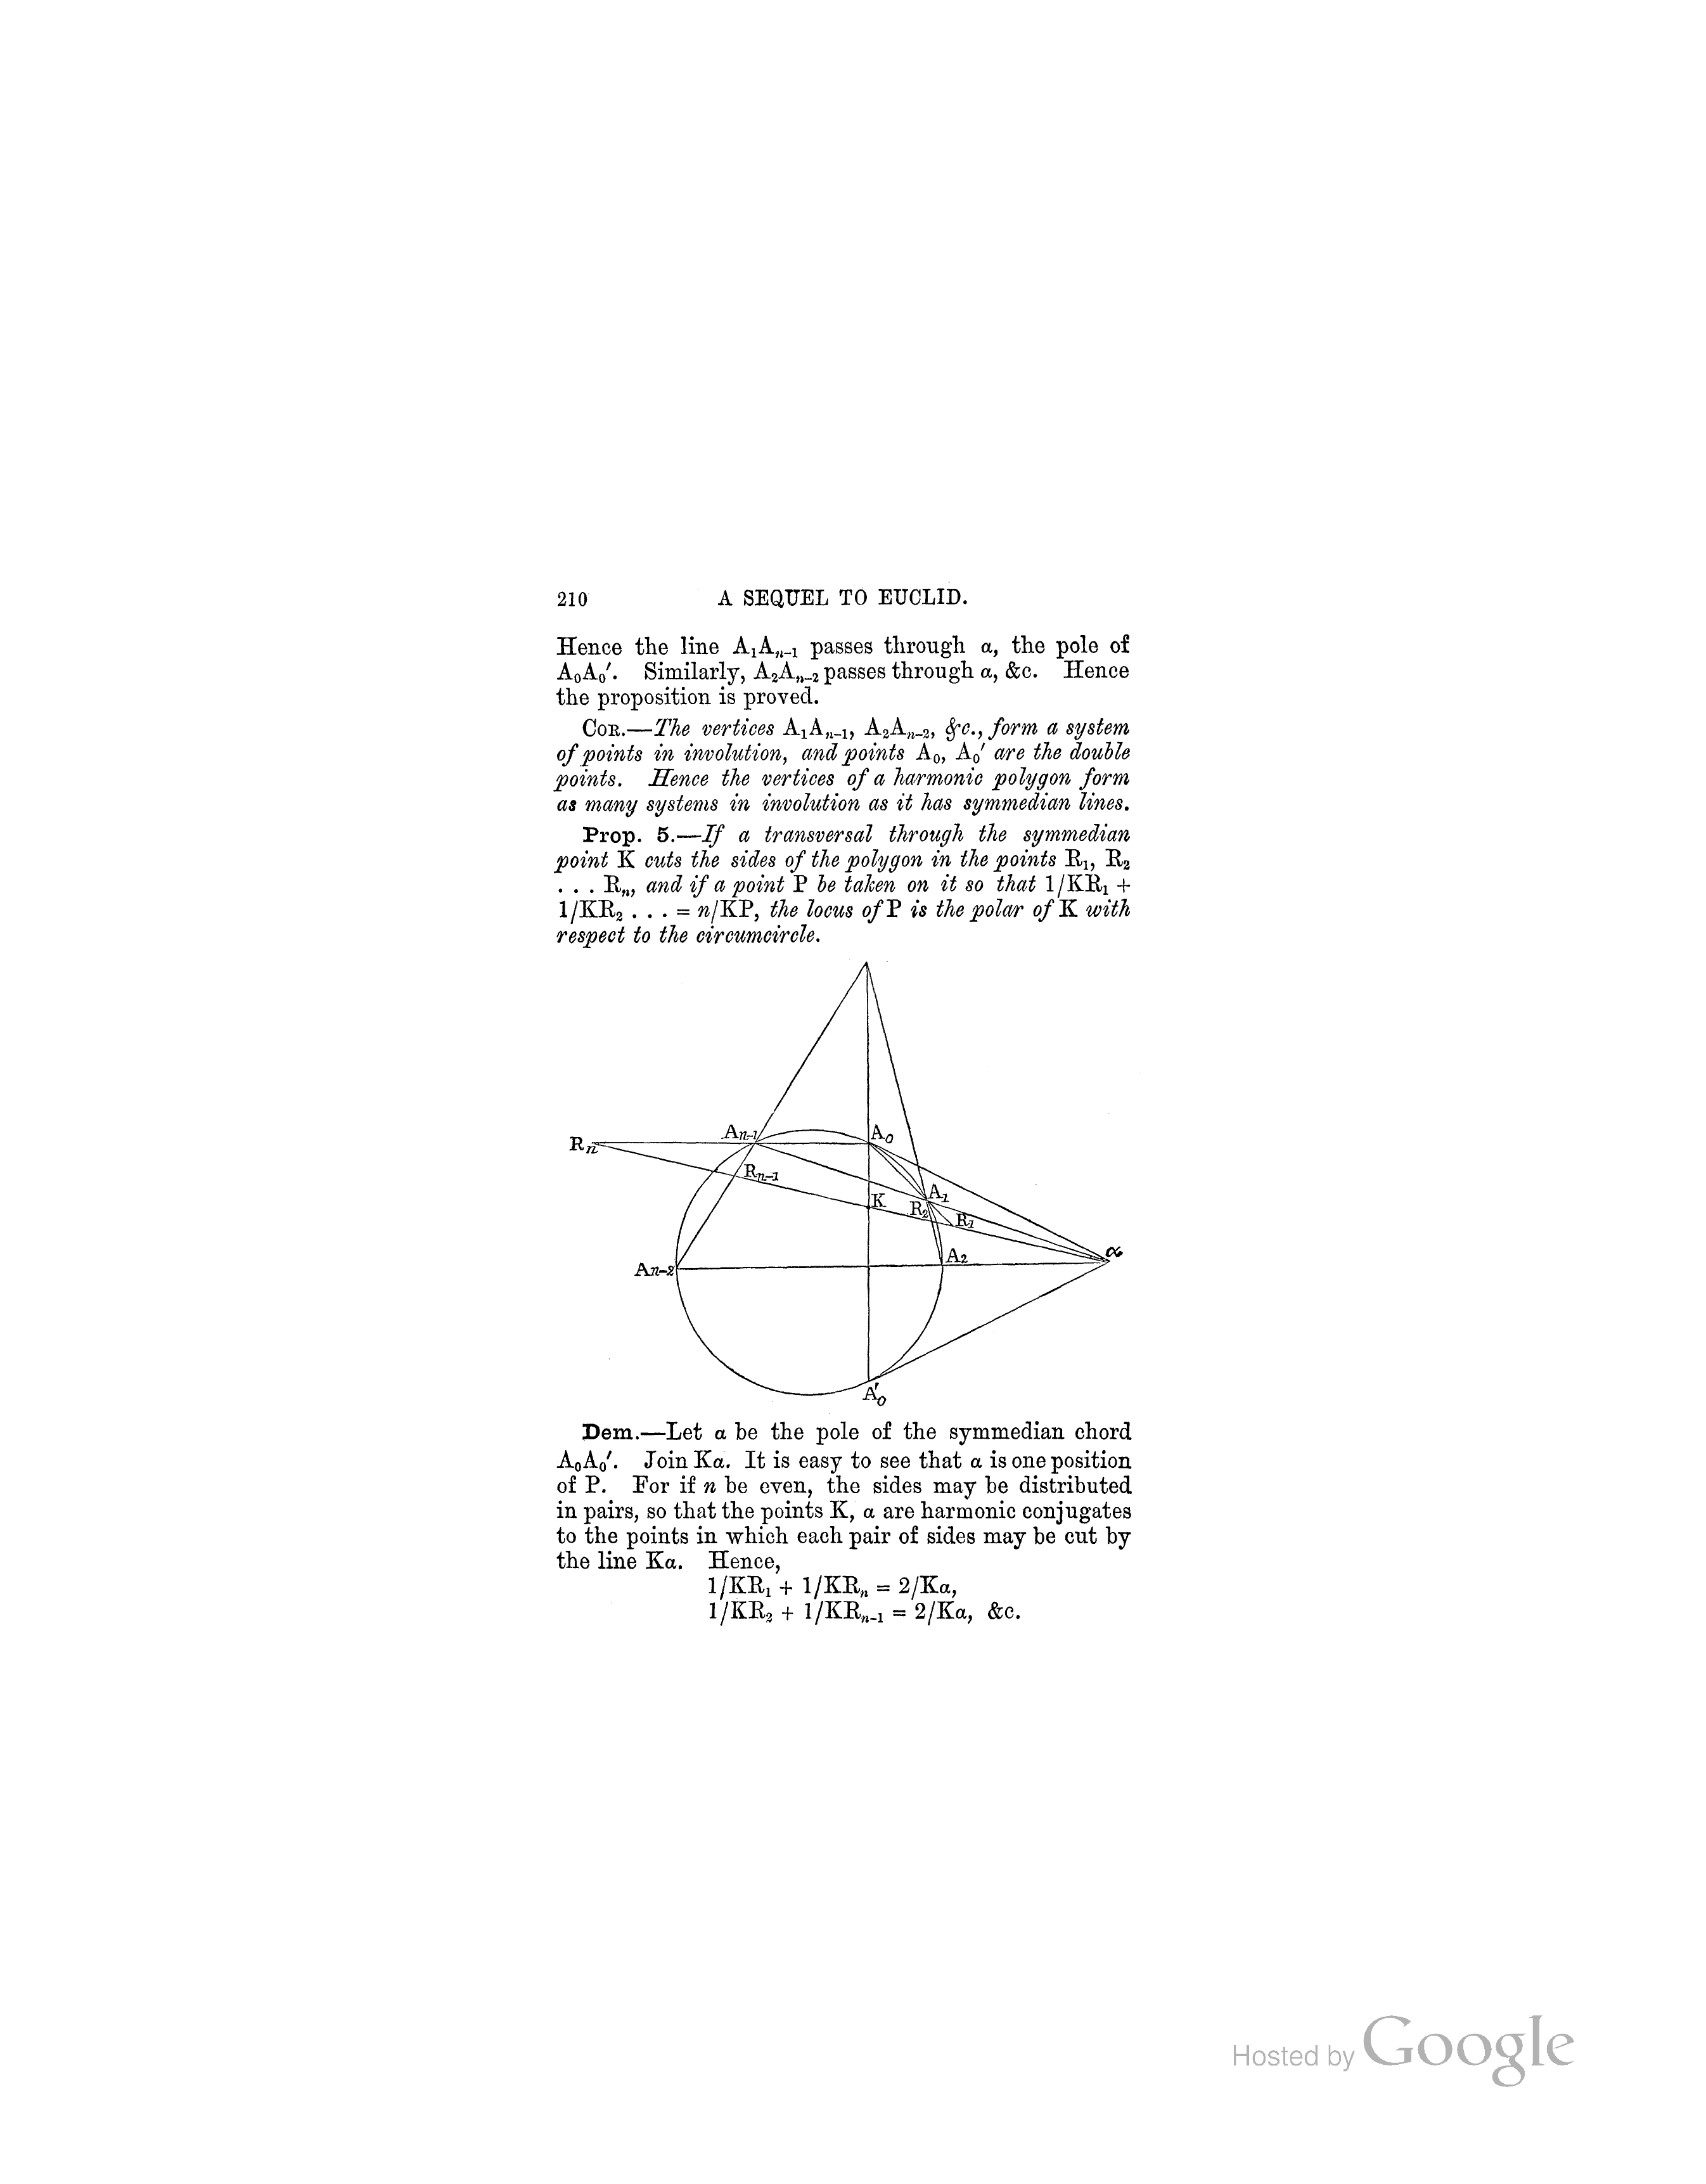 210 A SEQUEL TO EUCLID.
Hence the line A₁Aₙ₋₁ passes through α, the pole of
A₀A₀′. Similarly, A₂Aₙ₋₂ passes through α, &c. Hence
the proposition is proved.
Cor.—The vertices A₁Aₙ₋₁, A₂Aₙ₋₂, &c., form a system
of points in involution, and points A₀, A₀′ are the double
points. Hence the vertices of a harmonic polygon form
as many systems in involution as it has symmedian lines.
Prop. 5.—If a transversal through the symmedian
point K cuts the sides of the polygon in the points R₁, R₂
. . . Rₙ, and if a point P be taken on it so that 1/KR₁ +
1/KR₂ . . . = n/KP, the locus of P is the polar of K with
respect to the circumcircle.
Aₙ₋₁ A₀
Rₙ
Rₙ₋₁
K R₂ A₁
R₁
Aₙ₋₂ A₂ α
A′₀
Dem.—Let α be the pole of the symmedian chord
A₀A₀′. Join Kα. It is easy to see that α is one position
of P. For if n be even, the sides may be distributed
in pairs, so that the points K, α are harmonic conjugates
to the points in which each pair of sides may be cut by
the line Kα. Hence,
1/KR₁ + 1/KRₙ = 2/Kα,
1/KR₂ + 1/KRₙ₋₁ = 2/Kα, &c.
Hosted by Google